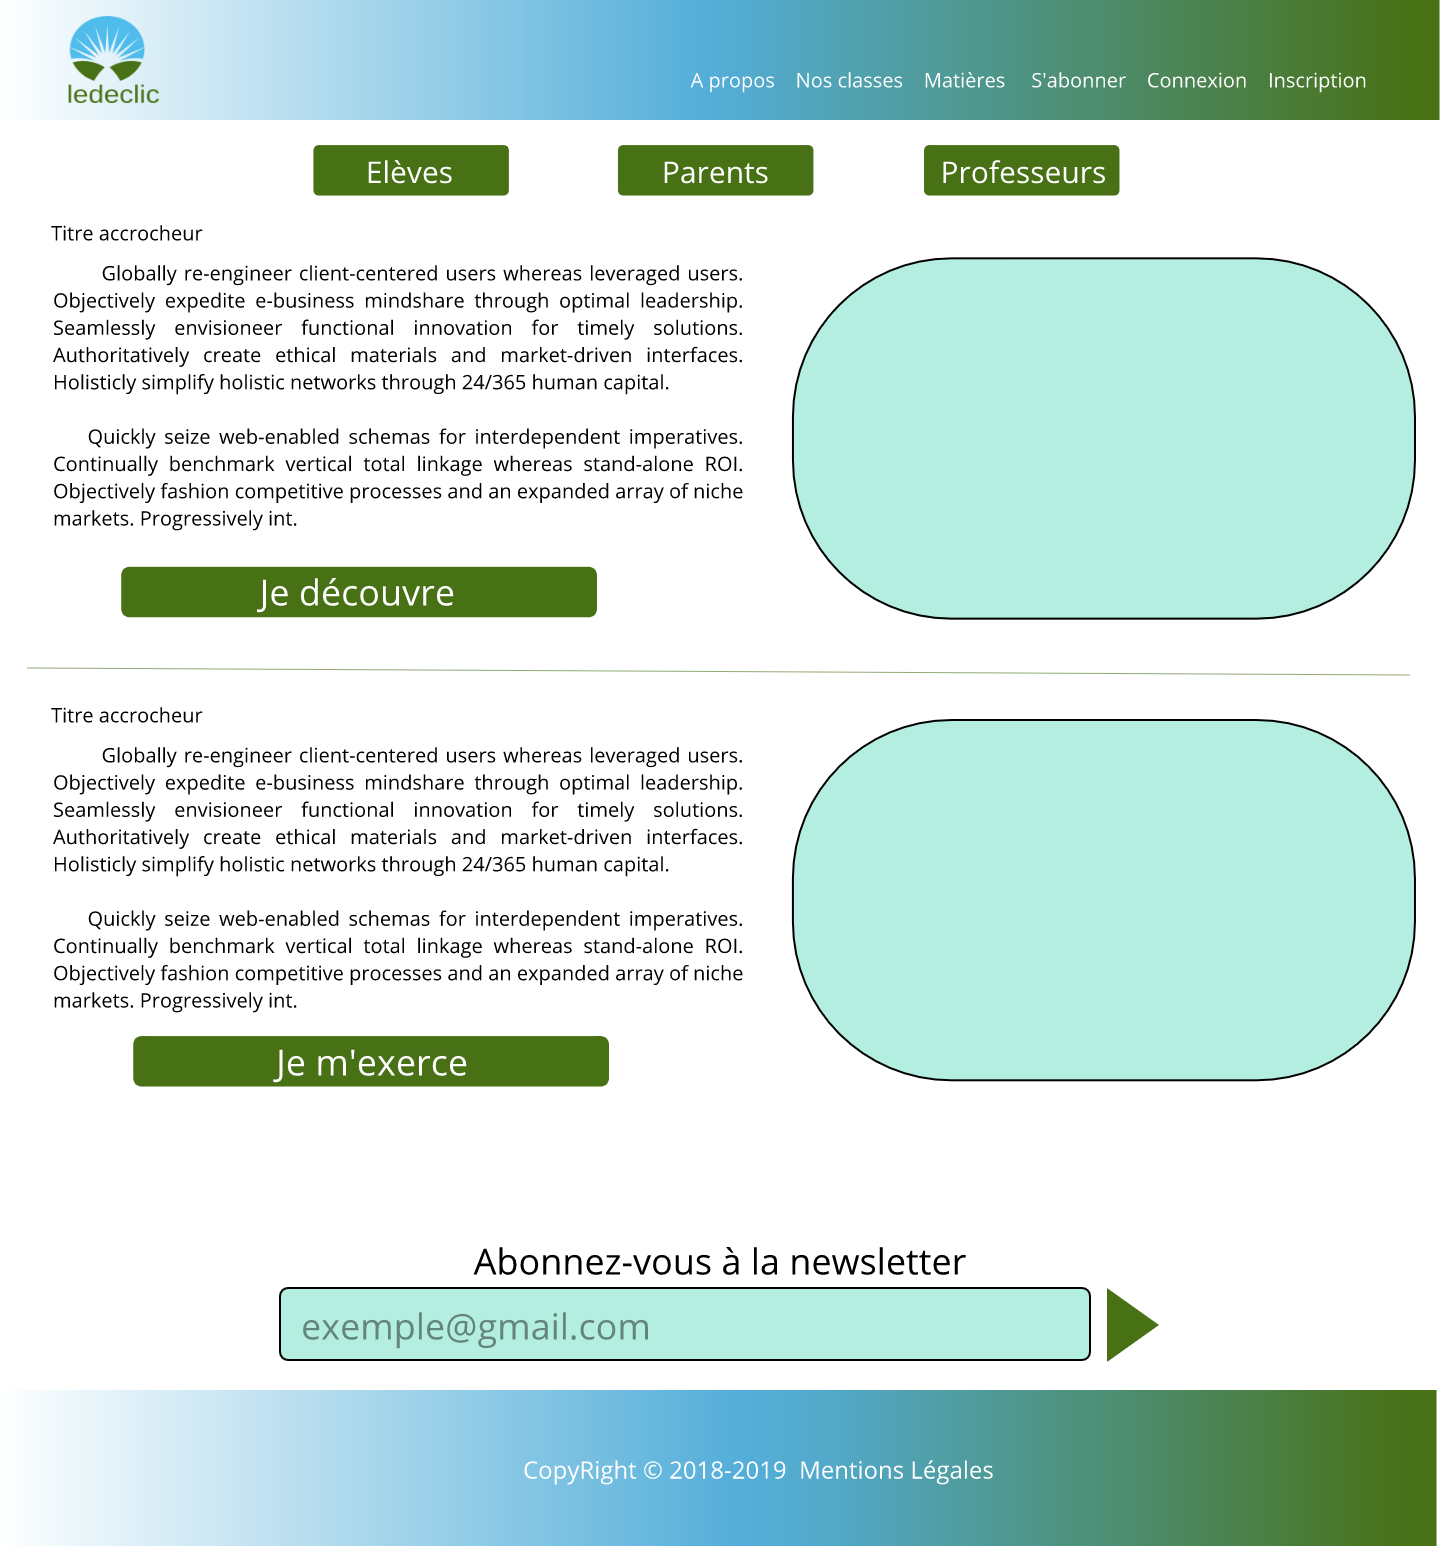 ledeclic
A propos Nos classes Matières S'abonner Connexion Inscription
Elèves Parents Professeurs
Titre accrocheur
Globally re-engineer client-centered users whereas leveraged users.
Objectively expedite e-business mindshare through optimal leadership.
Seamlessly envisioneer functional innovation for timely solutions.
Authoritatively create ethical materials and market-driven interfaces.
Holisticly simplify holistic networks through 24/365 human capital.
Quickly seize web-enabled schemas for interdependent imperatives.
Continually benchmark vertical total linkage whereas stand-alone ROI.
Objectively fashion competitive processes and an expanded array of niche
markets. Progressively int.
Je découvre
Titre accrocheur
Globally re-engineer client-centered users whereas leveraged users.
Objectively expedite e-business mindshare through optimal leadership.
Seamlessly envisioneer functional innovation for timely solutions.
Authoritatively create ethical materials and market-driven interfaces.
Holisticly simplify holistic networks through 24/365 human capital.
Quickly seize web-enabled schemas for interdependent imperatives.
Continually benchmark vertical total linkage whereas stand-alone ROI.
Objectively fashion competitive processes and an expanded array of niche
markets. Progressively int.
Je m'exerce
Abonnez-vous à la newsletter
exemple@gmail.com
CopyRight © 2018-2019 Mentions Légales